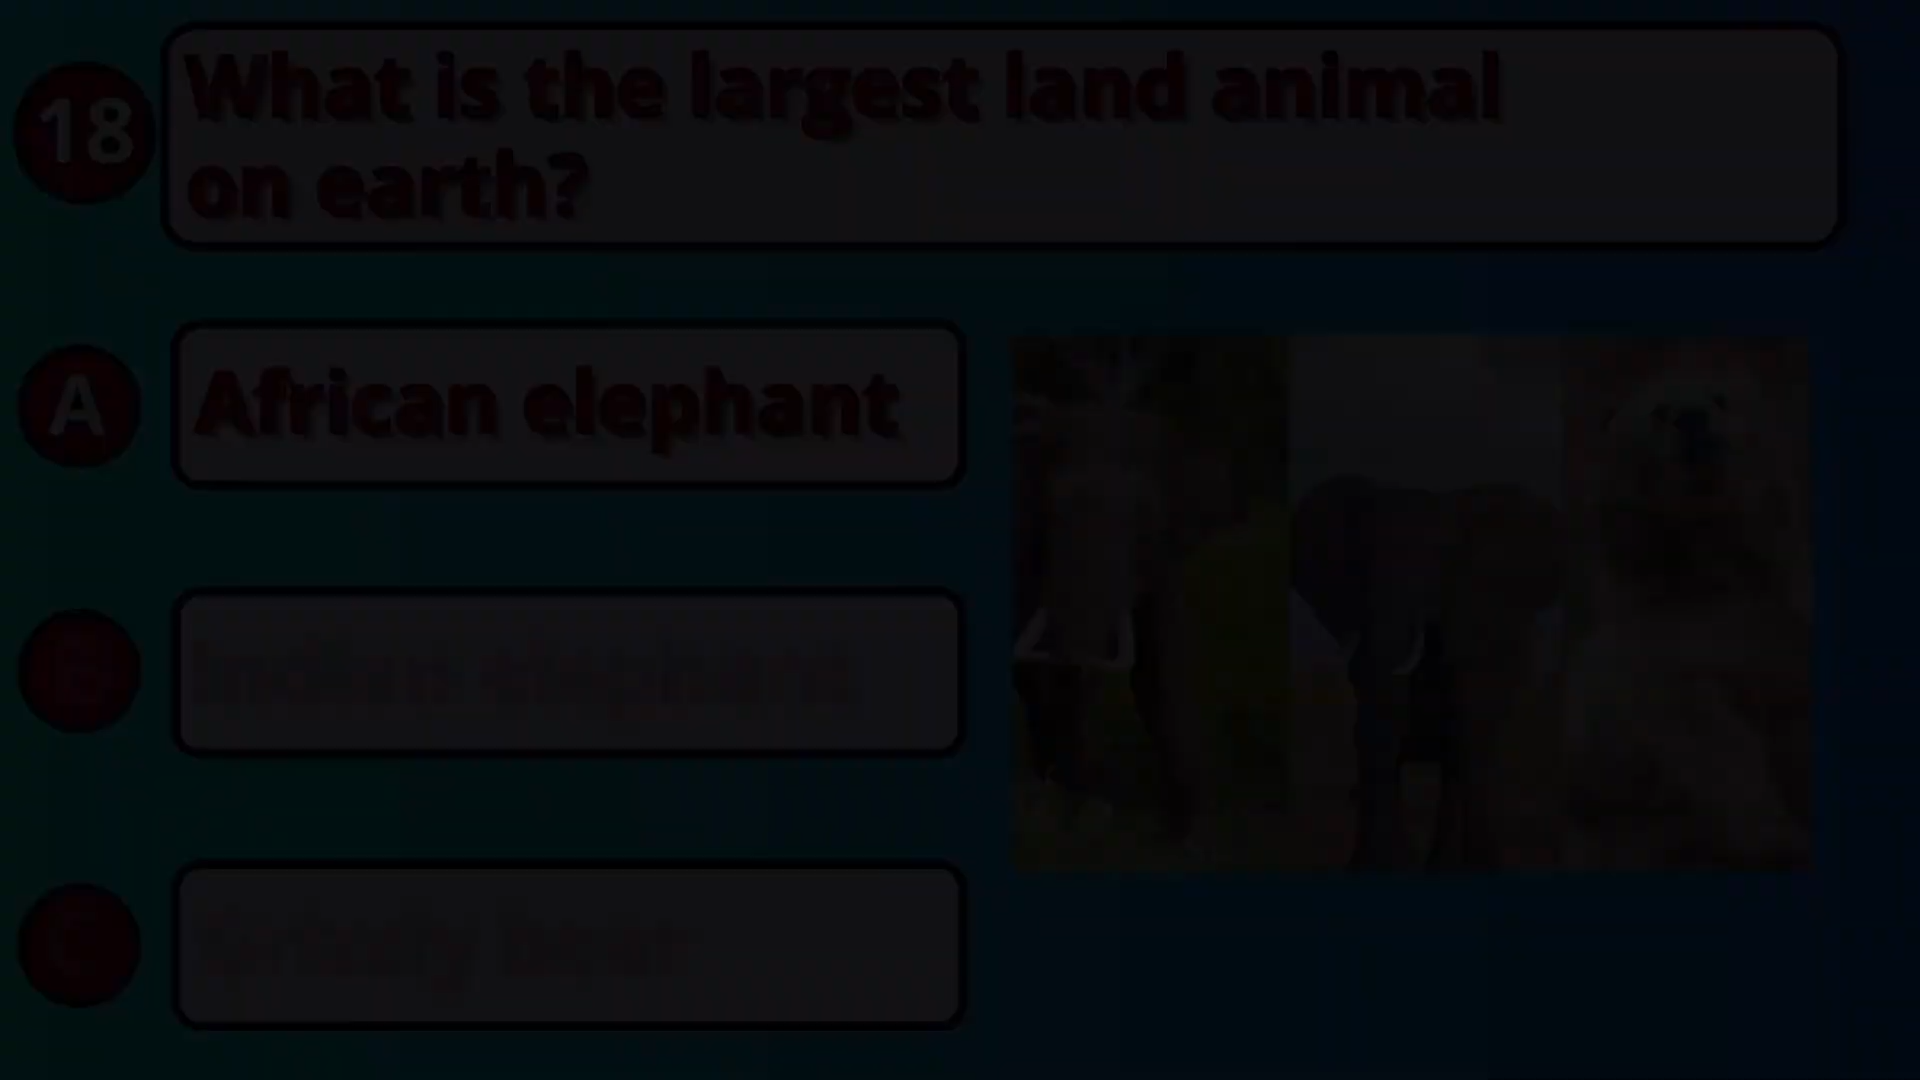 18
What is the largest land animal
on earth?
A
African elephant